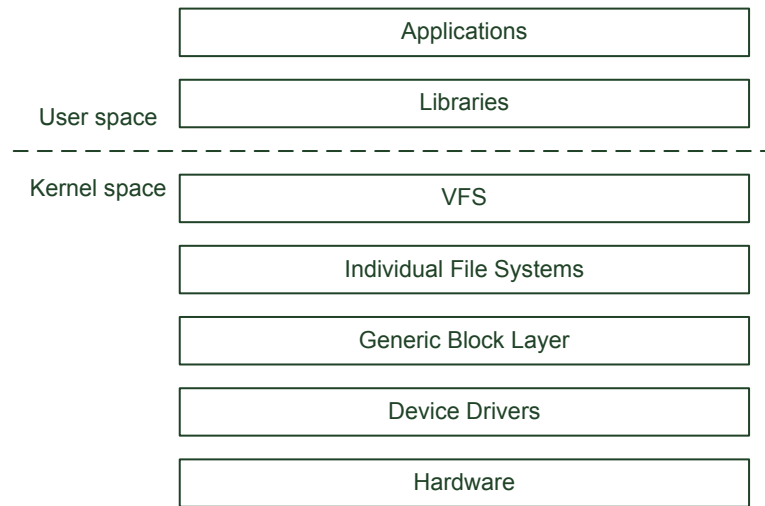 Applications
Libraries
User space
Kernel space
VFS
Individual File Systems
Generic Block Layer
Device Drivers
Hardware